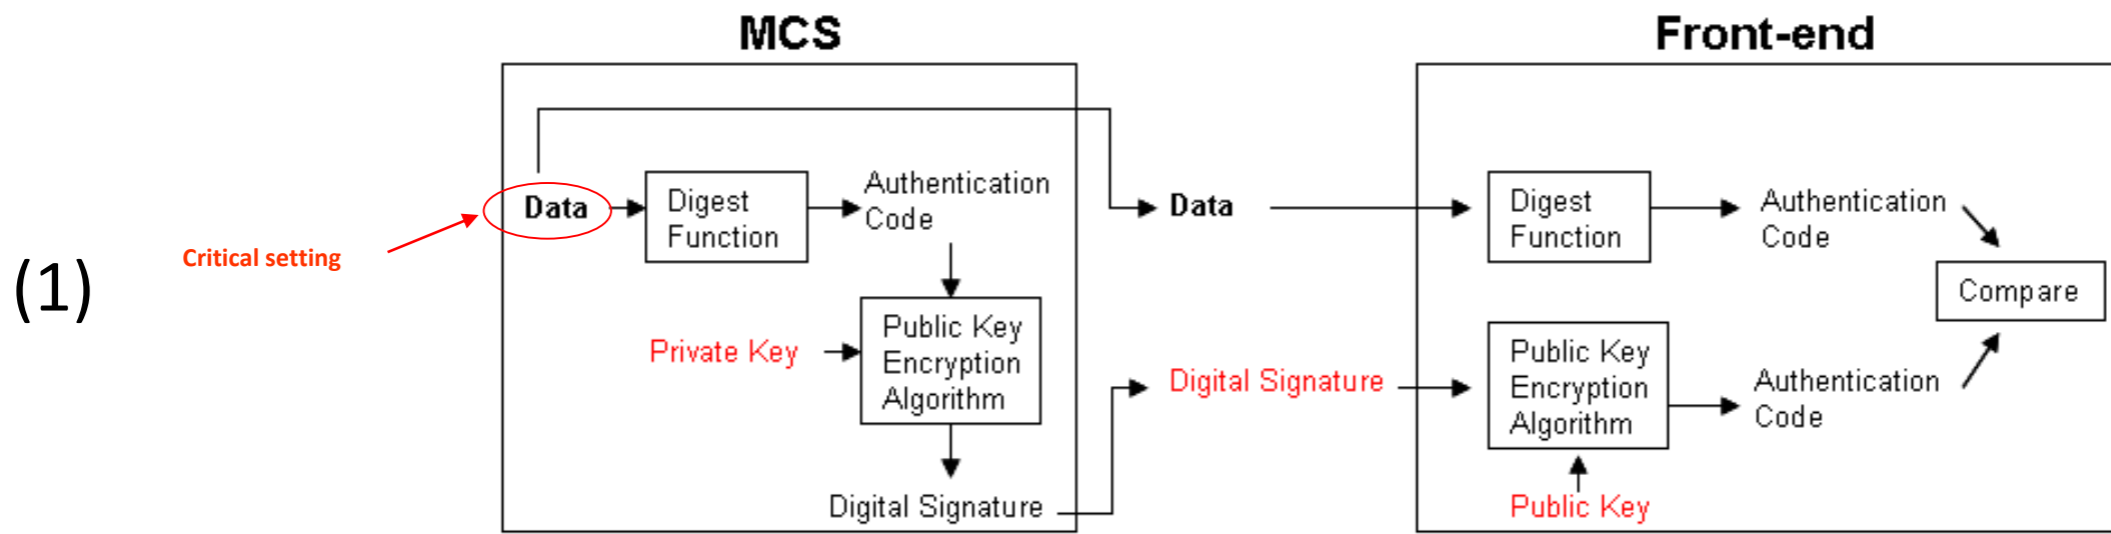 MCS
Front-end
(1)
Critical setting
Data
Digest
Function
Authentication
Code
Private Key
Public Key
Encryption
Algorithm
Digital Signature
Data
Digital Signature
Digest
Function
Authentication
Code
Compare
Public Key
Encryption
Algorithm
Authentication
Code
Public Key